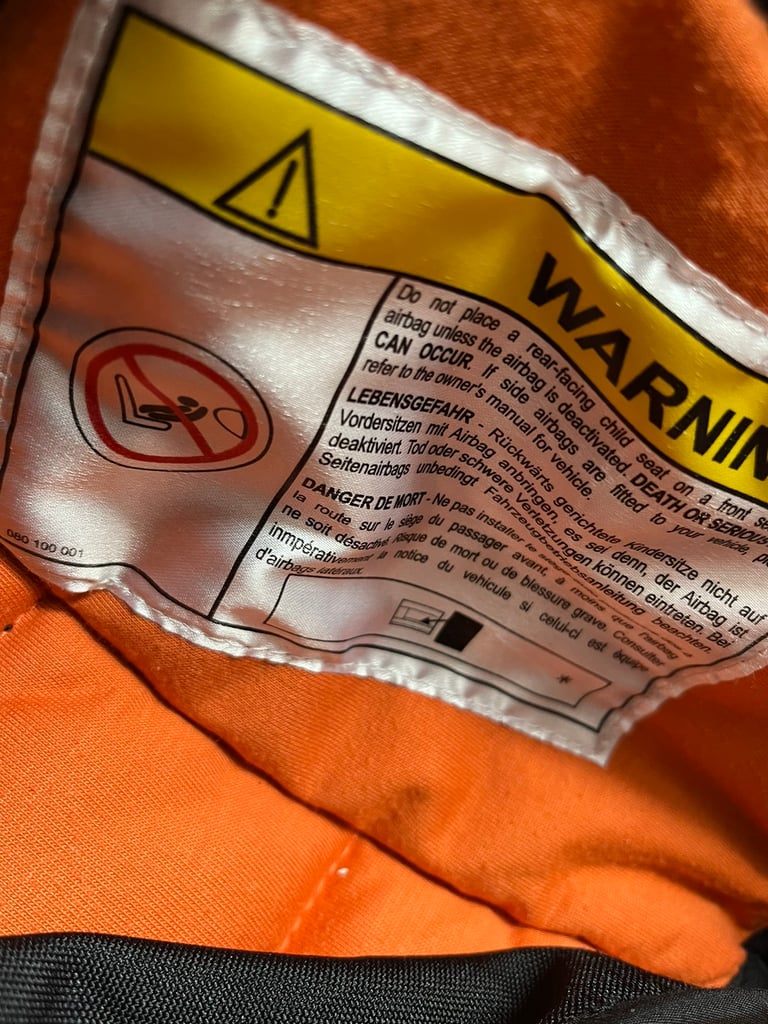 WARNIN
Do not place a rear-facing child seat on a front se
airbag unless the airbag is deactivated. DEATH OR SERIOUS
CAN OCCUR. If side airbags are fitted to your vehicle, pl
refer to the owner's manual for vehicle.
LEBENSGEFAHR - Rückwärts gerichtete Kindersitze nicht auf
Vordersitzen mit Airbag anbringen, es sei denn, der Airbag ist
deaktiviert. Tod oder schwere Verletzungen können eintreten. Bei
Seitenairbags unbedingt Fahrzeugbetriebsanleitung beachten.
DANGER DE MORT - Ne pas installer le
la route sur le siège du passager avant, à moins que l'airbag
ne soit désactivé. Risque de mort ou de blessure grave. Consulter
inmpérativement la notice du vehicule si celui-ci est équipé
d'airbags latéraux.
080 100 001
*